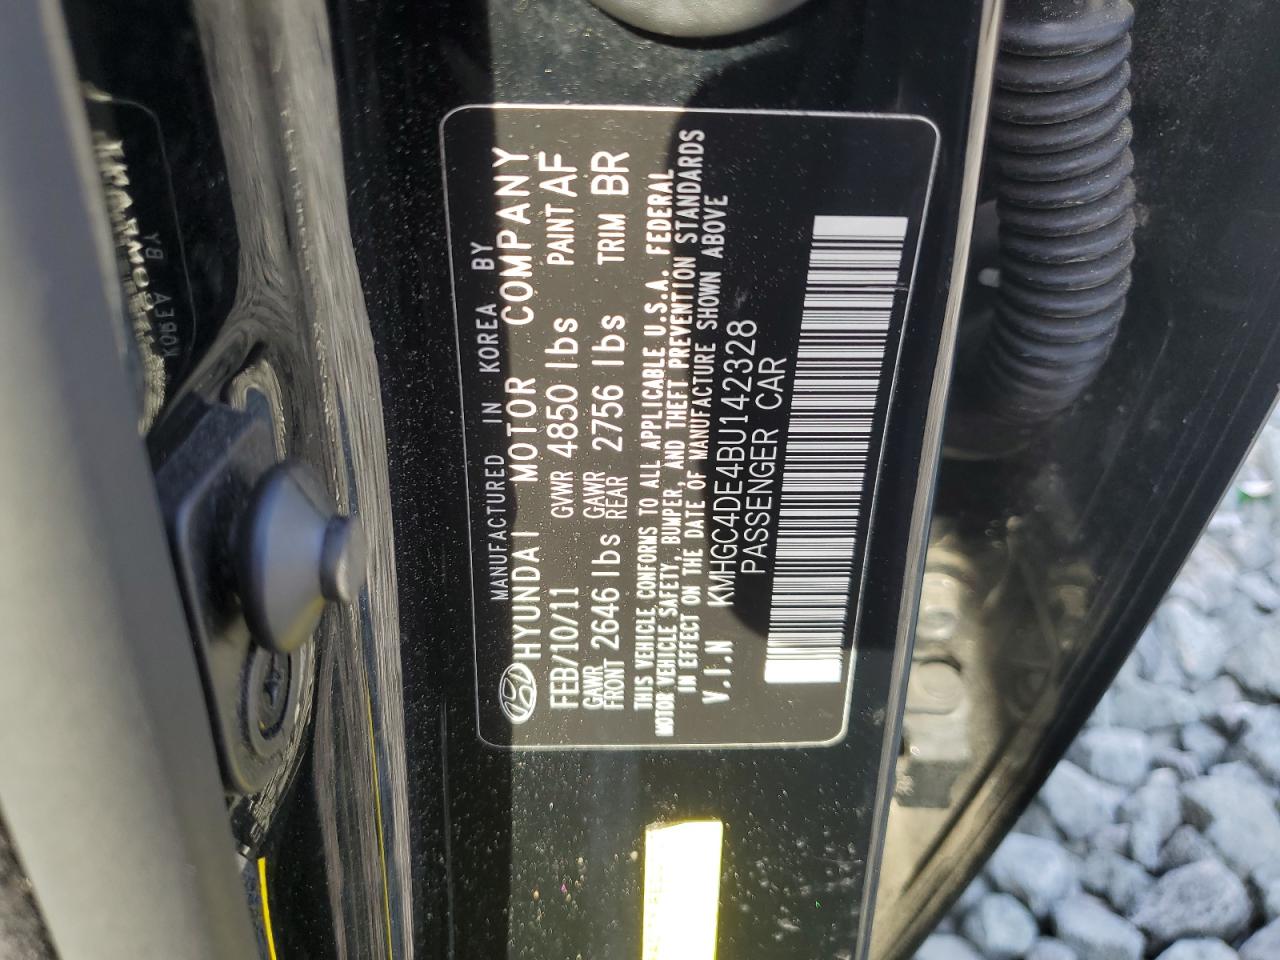 MANUFACTURED IN KOREA BY
HYUNDAI MOTOR COMPANY
FEB/10/11 GVWR 4850 lbs PAINT AF
GAWR FRONT 2646 lbs GAWR REAR 2756 lbs TRIM BR
THIS VEHICLE CONFORMS TO ALL APPLICABLE U.S.A. FEDERAL
MOTOR VEHICLE SAFETY, BUMPER, AND THEFT PREVENTION STANDARDS
IN EFFECT ON THE DATE OF MANUFACTURE SHOWN ABOVE
V.I.N KMHGC4DE4BU142328
PASSENGER CAR
KOREA BY